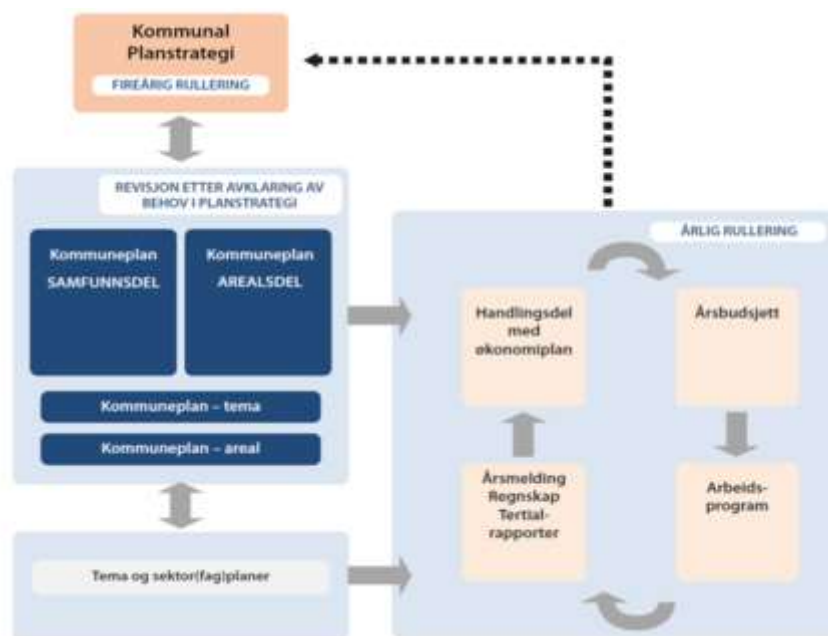 Kommunal
Planstrategi
FIREÅRIG RULLERING
REVISJON ETTER AVKLARING AV
BEHOV I PLANSTRATEGI
Kommuneplan
SAMFUNNSDEL
Kommuneplan
AREALSDEL
Kommuneplan – tema
Kommuneplan – areal
Tema og sektor(fag)planer
ÅRLIG RULLERING
Handlingsdel
med
økonomiplan
Årsbudsjett
Årsmelding
Regnskap
Tertial-
rapporter
Arbeids-
program